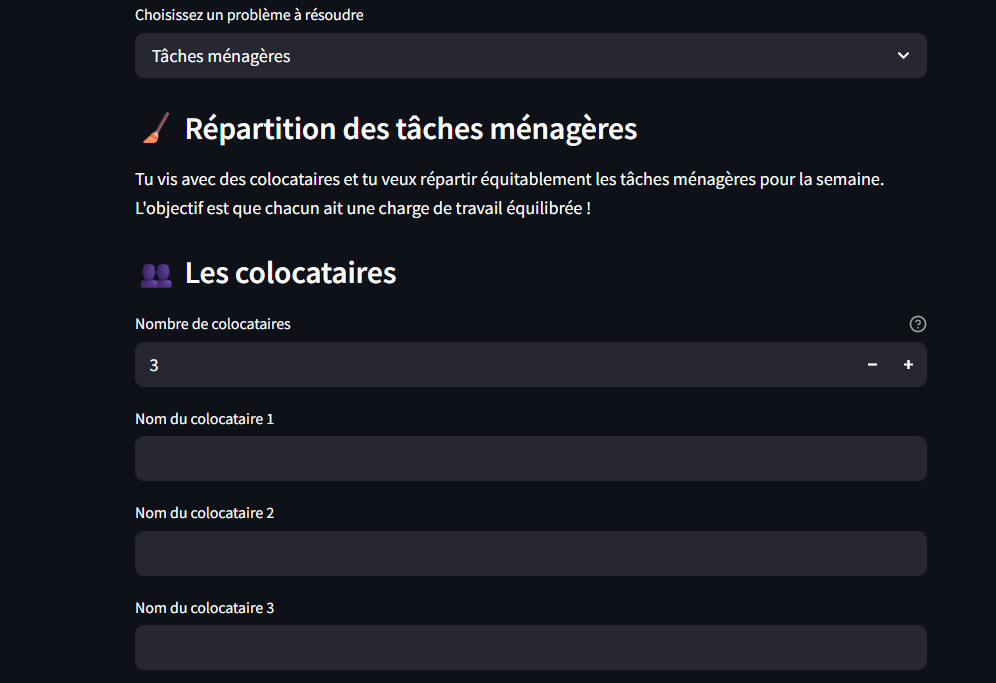 Choisissez un problème à résoudre
Tâches ménagères
Répartition des tâches ménagères
Tu vis avec des colocataires et tu veux répartir équitablement les tâches ménagères pour la semaine.
L'objectif est que chacun ait une charge de travail équilibrée !
Les colocataires
Nombre de colocataires
3
Nom du colocataire 1
Nom du colocataire 2
Nom du colocataire 3